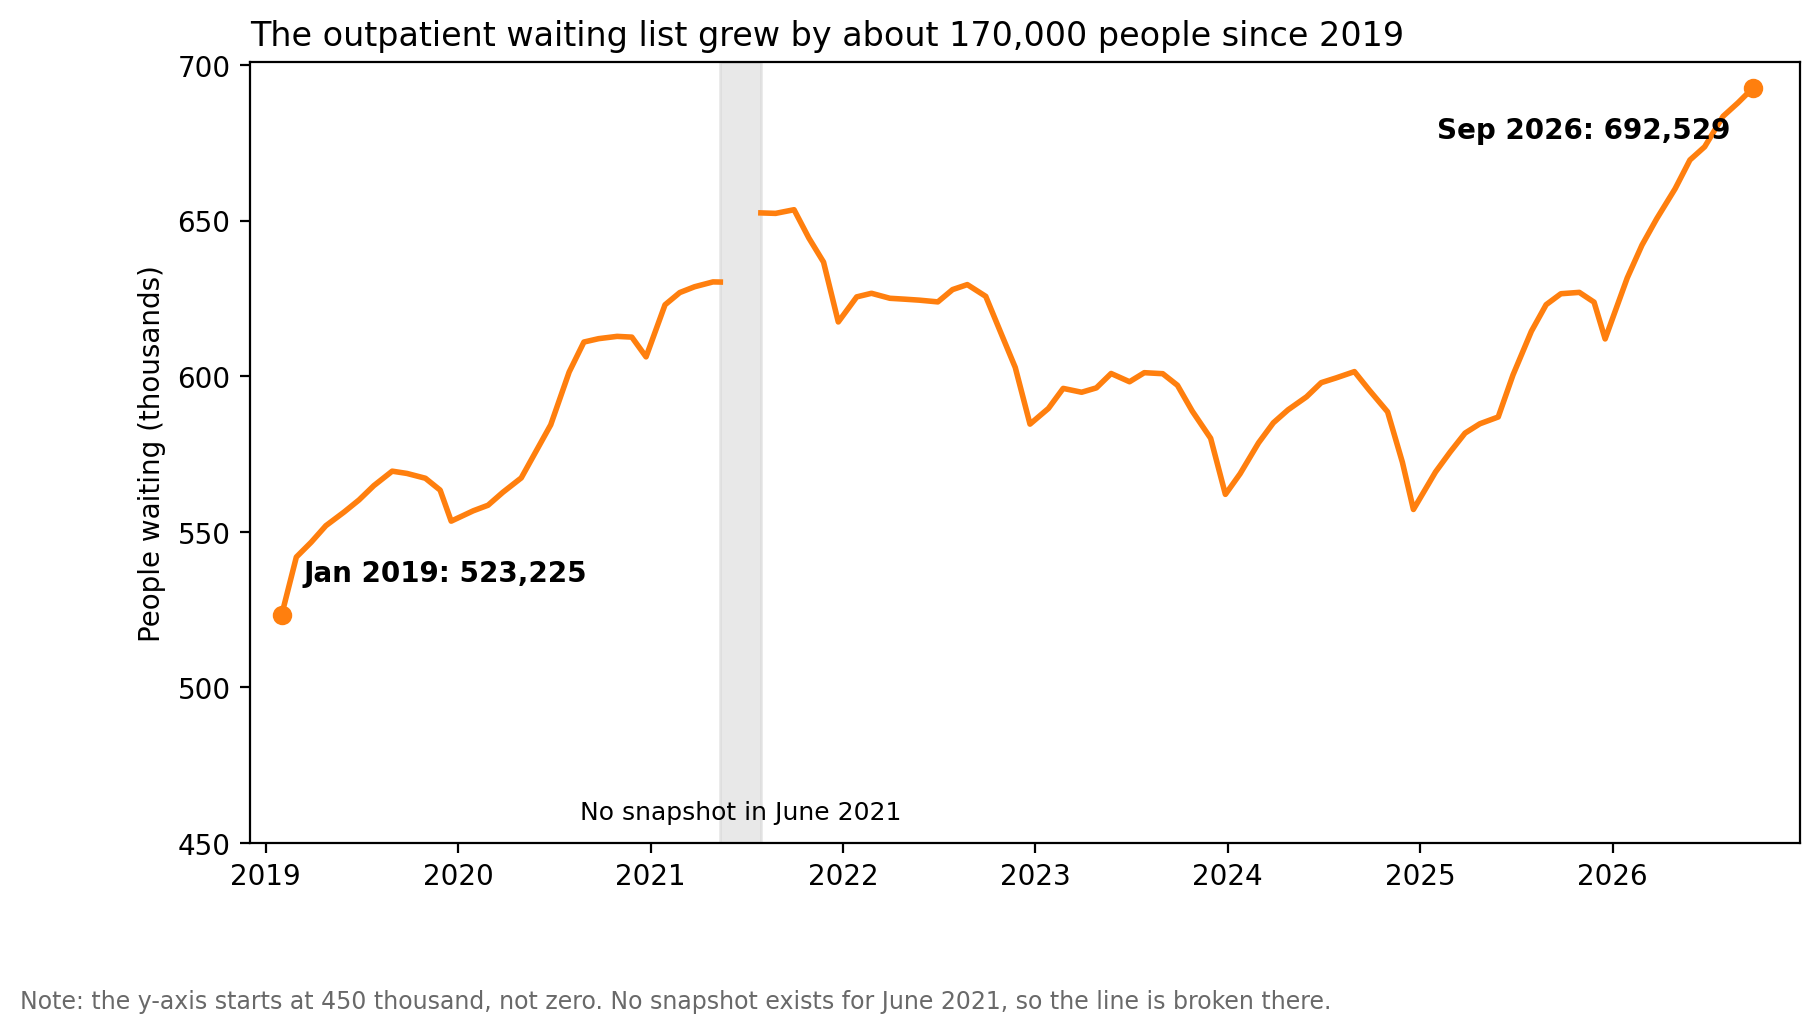 The outpatient waiting list grew by about 170,000 people since 2019
People waiting (thousands)
700
650
600
550
500
450
Sep 2026: 692,529
Jan 2019: 523,225
No snapshot in June 2021
2019 2020 2021 2022 2023 2024 2025 2026
Note: the y-axis starts at 450 thousand, not zero. No snapshot exists for June 2021, so the line is broken there.